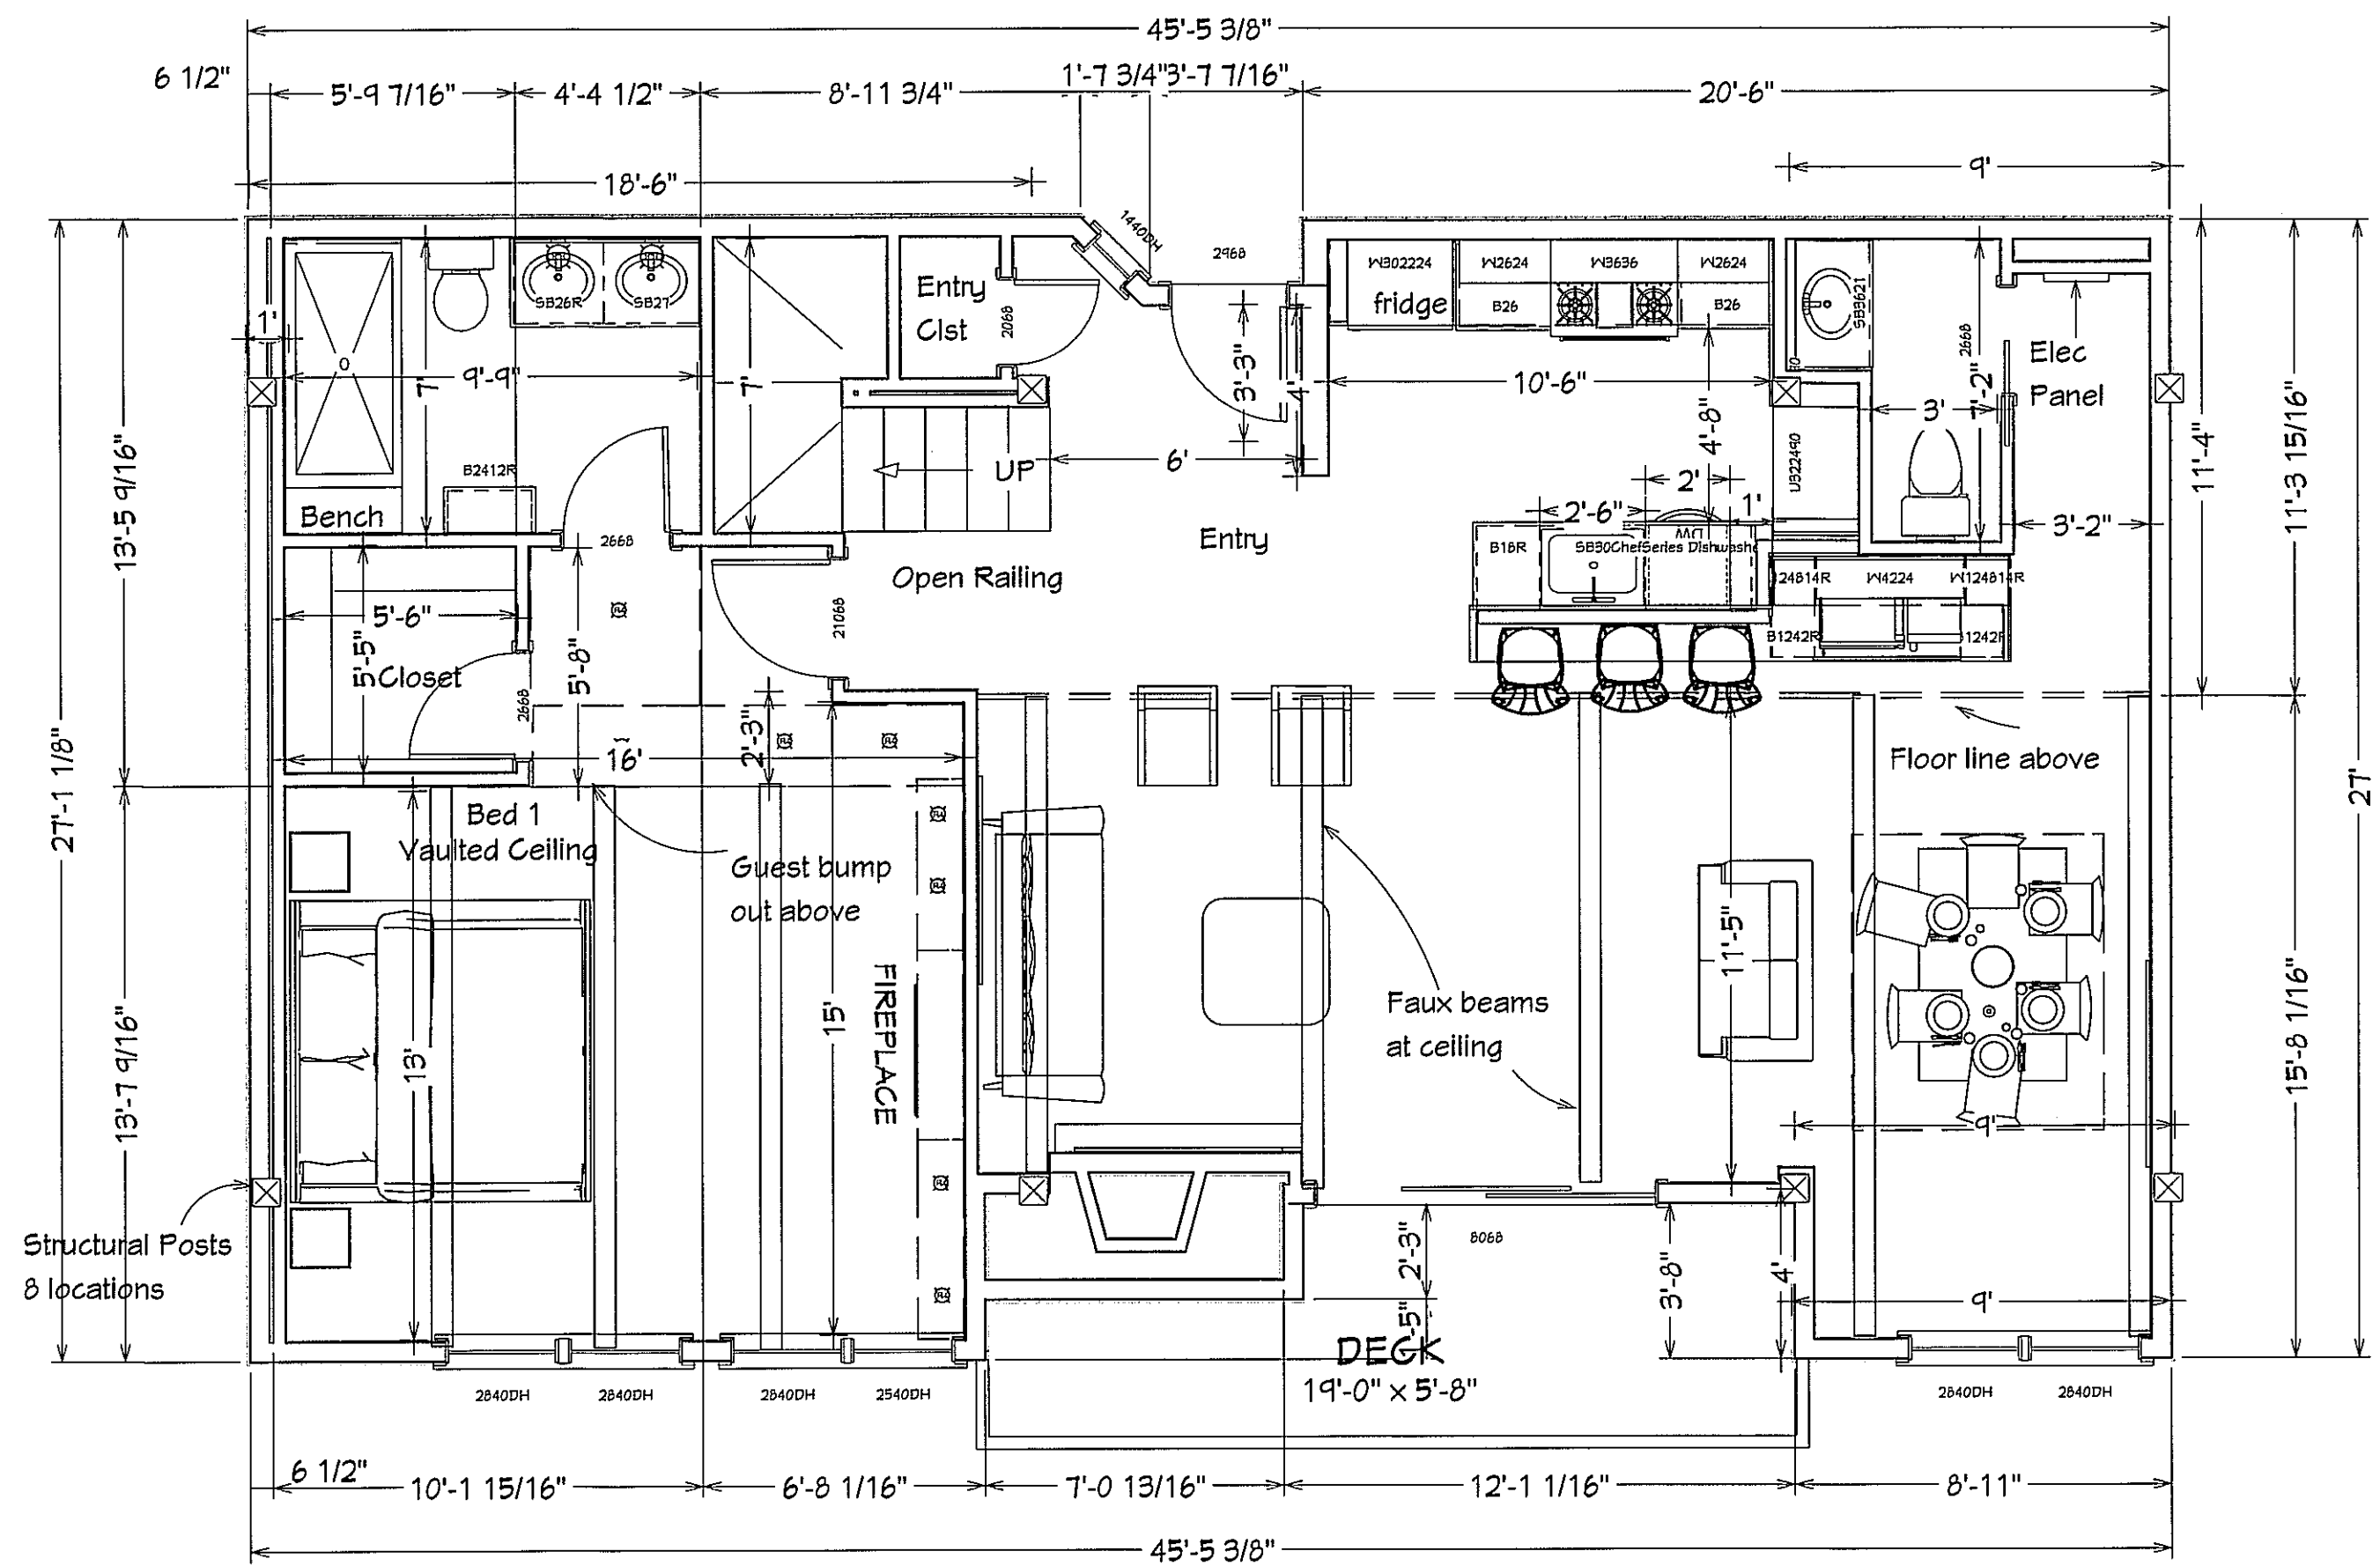 45'-5 3/8"
6 1/2"
5'-9 7/16"
4'-4 1/2"
8'-11 3/4"
1'-7 3/4"
3'-7 7/16"
20'-6"
18'-6"
9'
1440DH
2968
W302224
W2624
W3636
W2624
fridge
B26
B26
SB3621
2668
Elec
Panel
SB26R
SB27
Entry
Clst
2068
1'
9'-9"
7'
7'
3'-3"
4'
10'-6"
4'-8"
3'
7'-2"
11'-4"
11'-3 15/16"
27'
13'-5 9/16"
27'-1 1/8"
B2412R
Bench
2668
UP
6'
Entry
Open Railing
2'
2'-6"
1'
U322490
3'-2"
B18R
SB30ChefSeries Dishwashe
DW
24814R
W4224
W124814R
B1242R
1242R
5'-6"
5'-5"
Closet
2668
5'-8"
21068
2'-3"
16'
Floor line above
Bed 1
Vaulted Ceiling
Guest bump
out above
FIREPLACE
15'
13'
13'-7 9/16"
11'-5"
Faux beams
at ceiling
15'-8 1/16"
9'
Structural Posts
8 locations
8068
2'-3"
3'-8"
4'
9'
-5"
DECK
19'-0" x 5'-8"
2840DH
2840DH
2840DH
2540DH
2840DH
2840DH
6 1/2"
10'-1 15/16"
6'-8 1/16"
7'-0 13/16"
12'-1 1/16"
8'-11"
45'-5 3/8"